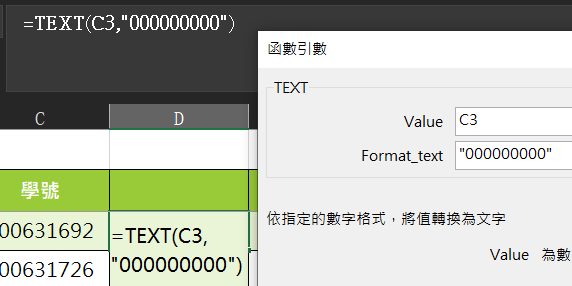 =TEXT(C3,"000000000")
函數引數
TEXT
Value C3
Format_text "000000000"
C D
學號
00631692 =TEXT(C3,
"000000000")
00631726
依指定的數字格式，將值轉換為文字
Value 為數